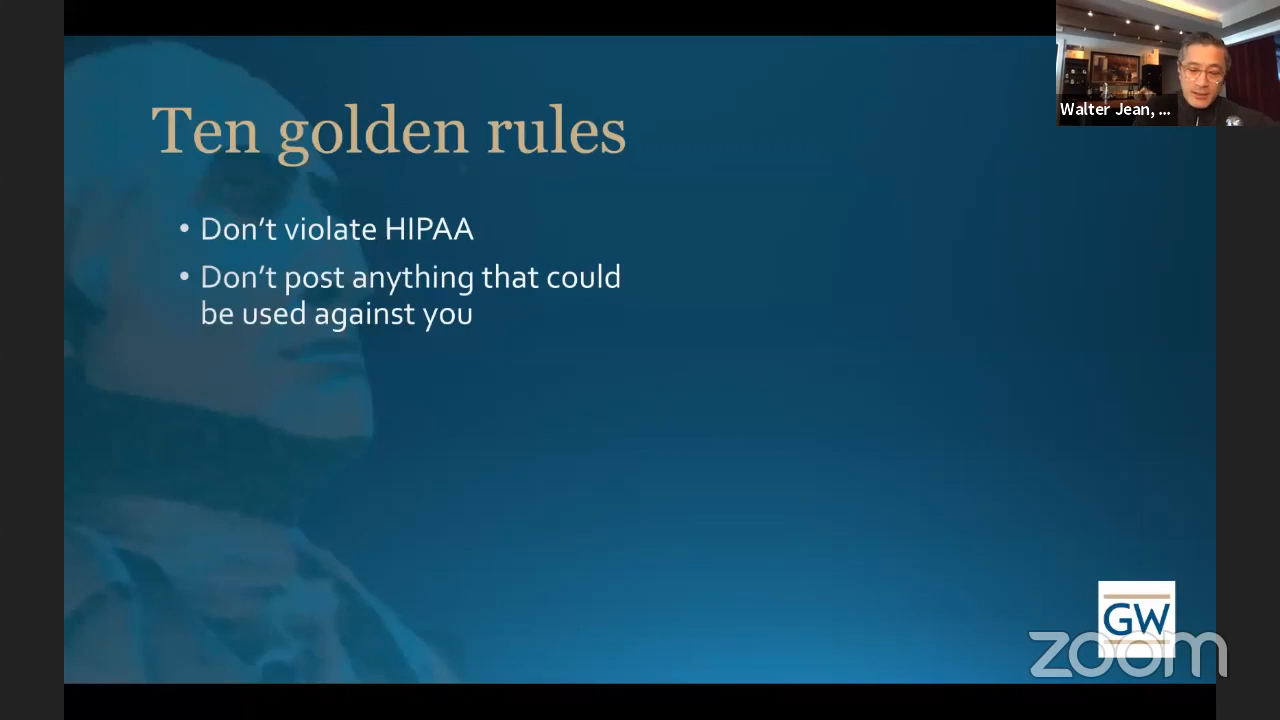 Ten golden rules
Walter Jean, ...
• Don't violate HIPAA
• Don't post anything that could
be used against you
GW
zoom